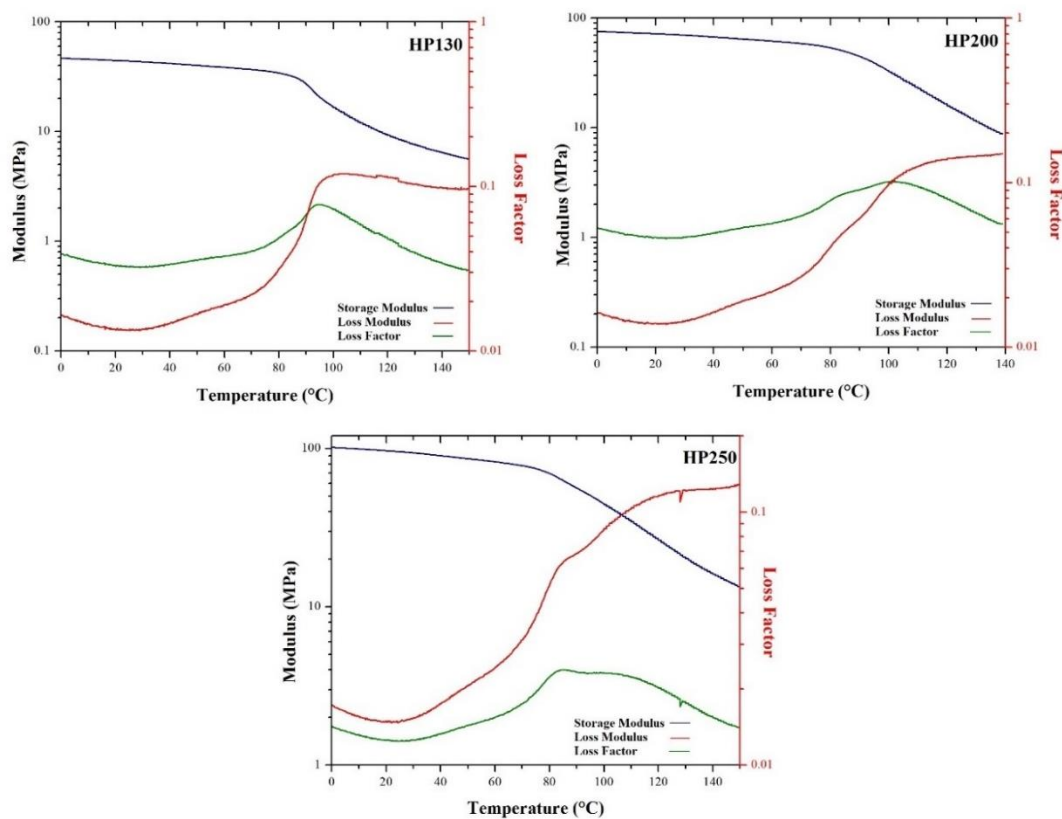 HP130
100
10
1
0.1
Modulus (MPa)
1
0.1
0.01
Loss Factor
Storage Modulus
Loss Modulus
Loss Factor
0 20 40 60 80 100 120 140
Temperature (°C)
HP200
100
10
1
0.1
Modulus (MPa)
1
0.1
0.01
Loss Factor
Storage Modulus
Loss Modulus
Loss Factor
0 20 40 60 80 100 120 140
Temperature (°C)
HP250
100
10
1
Modulus (MPa)
0.1
0.01
Loss Factor
Storage Modulus
Loss Modulus
Loss Factor
0 20 40 60 80 100 120 140
Temperature (°C)